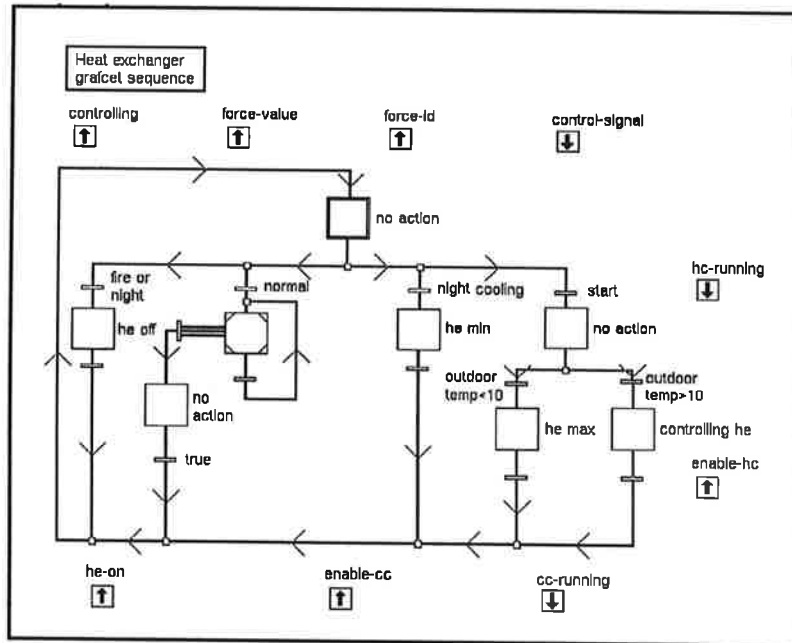 Heat exchanger
grafcet sequence
controlling
force-value
force-id
control-signal
no action
fire or
night
normal
night cooling
start
hc-running
he off
he min
no action
no
action
outdoor
temp<10
outdoor
temp>10
he max
controlling he
true
enable-hc
he-on
enable-cc
cc-running